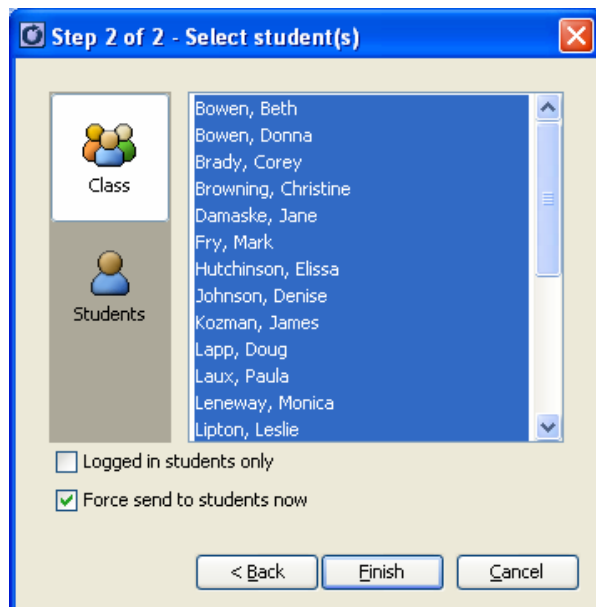 Step 2 of 2 - Select student(s)
Class
Students
Bowen, Beth
Bowen, Donna
Brady, Corey
Browning, Christine
Damaske, Jane
Fry, Mark
Hutchinson, Elissa
Johnson, Denise
Kozman, James
Lapp, Doug
Laux, Paula
Leneway, Monica
Lipton, Leslie
Logged in students only
Force send to students now
< Back Finish Cancel